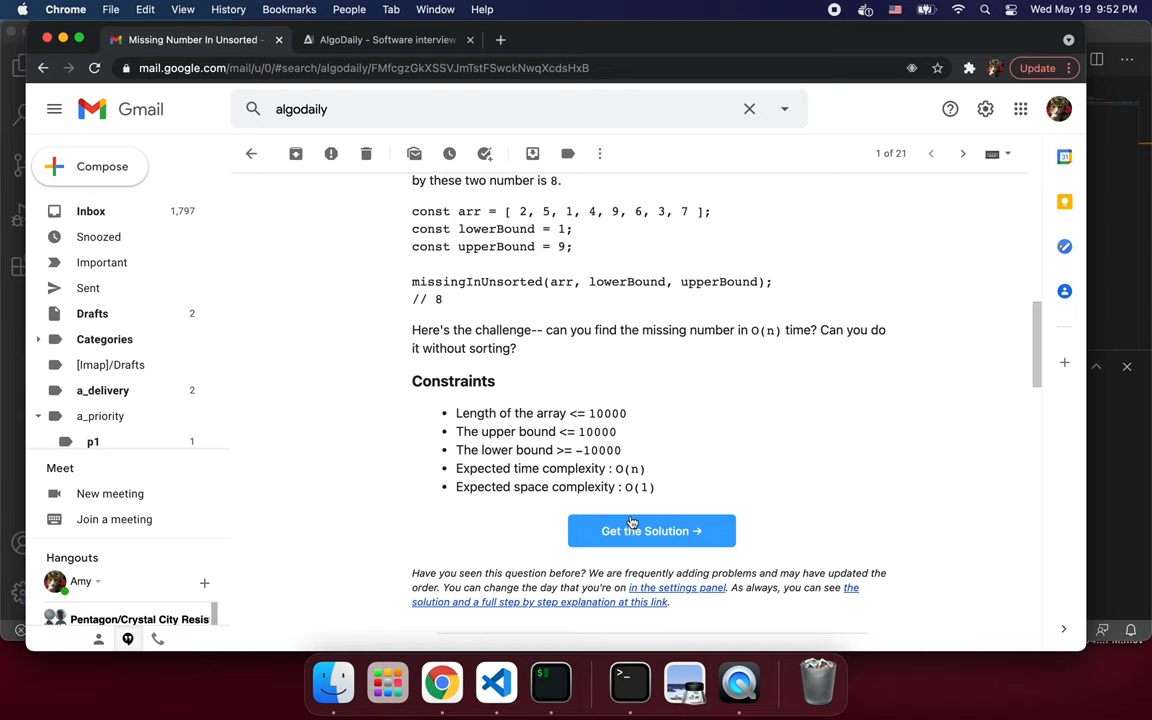 Chrome File Edit View History Bookmarks People Tab Window Help Wed May 19 9:52 PM
Missing Number In Unsorted - AlgoDaily - Software interview
mail.google.com/mail/u/0/#search/algodaily/FMfcgzGkXSSVJmTstFSwckNwqXcdsHxB Update
Gmail algodaily
Compose 1 of 21
Inbox 1,797
Snoozed
Important
Sent
Drafts 2
Categories
[Imap]/Drafts
a_delivery 2
a_priority
p1 1
Meet
New meeting
Join a meeting
Hangouts
Amy
Pentagon/Crystal City Resis
by these two number is 8.
const arr = [ 2, 5, 1, 4, 9, 6, 3, 7 ];
const lowerBound = 1;
const upperBound = 9;
missingInUnsorted(arr, lowerBound, upperBound);
// 8
Here's the challenge-- can you find the missing number in O(n) time? Can you do
it without sorting?
Constraints
• Length of the array <= 10000
• The upper bound <= 10000
• The lower bound >= -10000
• Expected time complexity : O(n)
• Expected space complexity : O(1)
Get the Solution →
Have you seen this question before? We are frequently adding problems and may have updated the
order. You can change the day that you're on in the settings panel. As always, you can see the
solution and a full step by step explanation at this link.